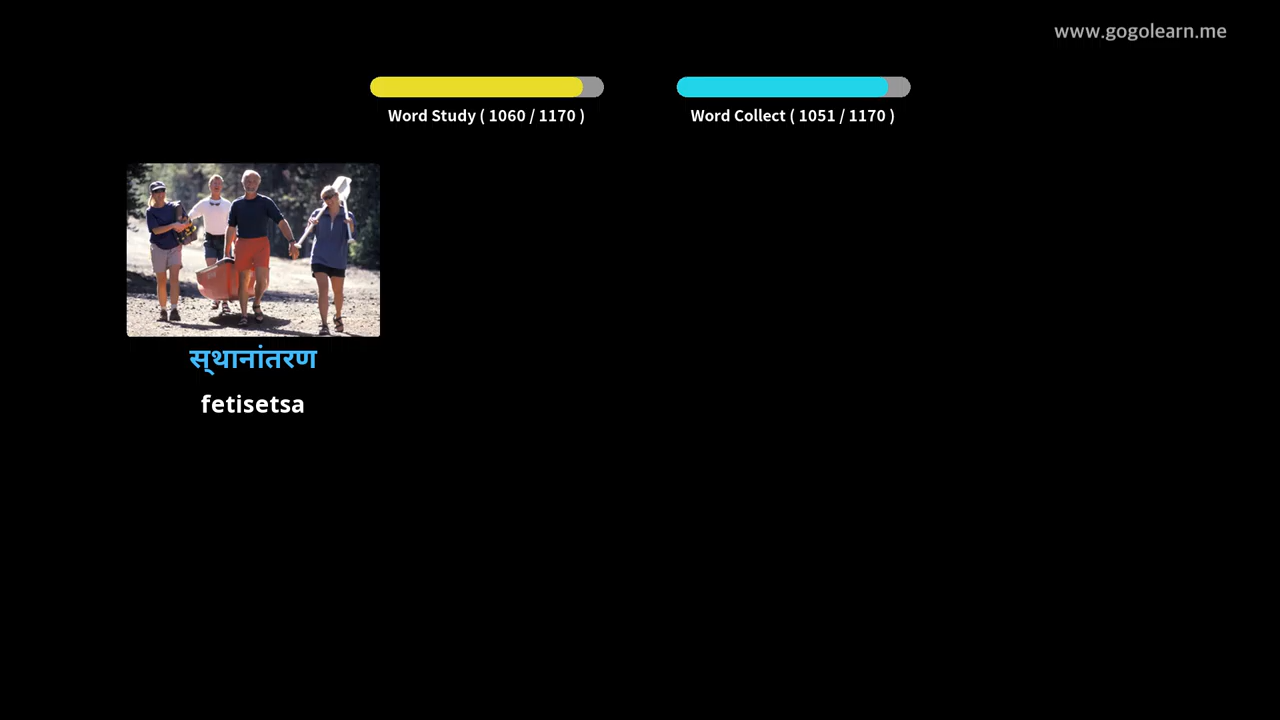 www.gogolearn.me
Word Study ( 1060 / 1170 )
Word Collect ( 1051 / 1170 )
स्थानांतरण
fetisetsa